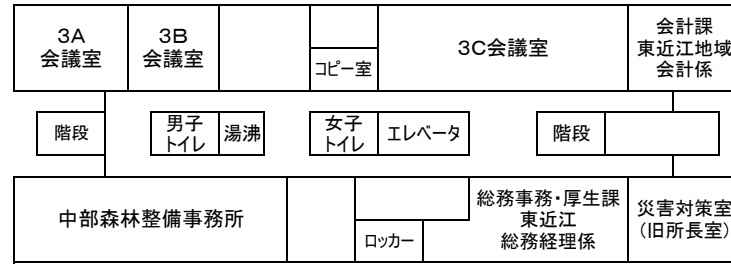 3A
会議室
3B
会議室
コピー室
3C会議室
会計課
東近江地域
会計係
階段
男子
トイレ
湯沸
女子
トイレ
エレベータ
階段
中部森林整備事務所
ロッカー
総務事務・厚生課
東近江
総務経理係
災害対策室
(旧所長室)